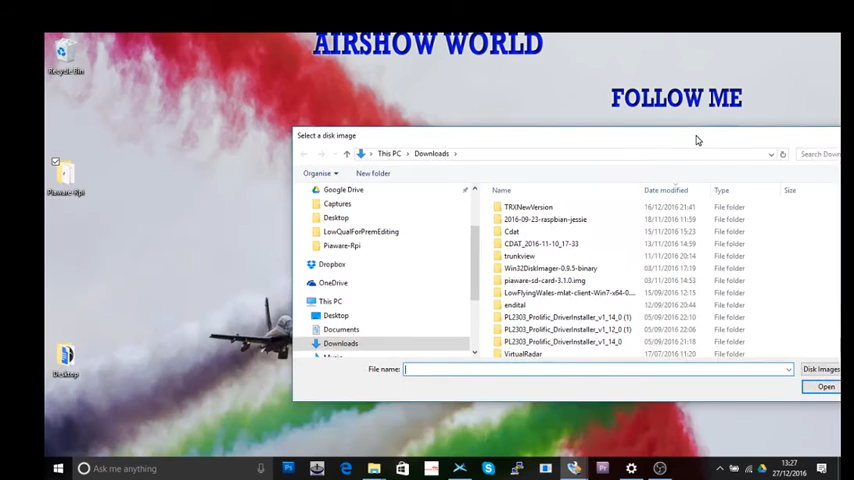 AIRSHOW WORLD
FOLLOW ME
Recycle Bin
Piaware-Rpi
Desktop
Select a disk image
This PC > Downloads >
Search Down
Organise
New folder
Google Drive
Captures
Desktop
LowQualForPremEditing
Piaware-Rpi
Dropbox
OneDrive
This PC
Desktop
Documents
Downloads
Name Date modified Type Size
TRXNewVersion 16/12/2016 21:41 File folder
2016-09-23-raspbian-jessie 18/11/2016 11:59 File folder
Cdat 15/11/2016 15:23 File folder
CDAT_2016-11-10_17-33 13/11/2016 14:59 File folder
trunkview 11/11/2016 20:14 File folder
Win32DiskImager-0.9.5-binary 03/11/2016 17:19 File folder
piaware-sd-card-3.1.0.img 03/11/2016 14:53 File folder
LowFlyingWales-mlat-client-Win7-x64-0.... 15/09/2016 12:15 File folder
endital 12/09/2016 20:44 File folder
PL2303_Prolific_DriverInstaller_v1_14_0 (1) 05/09/2016 22:10 File folder
PL2303_Prolific_DriverInstaller_v1_12_0 (1) 05/09/2016 22:08 File folder
PL2303_Prolific_DriverInstaller_v1_14_0 05/09/2016 21:18 File folder
VirtualRadar 17/07/2016 11:20 File folder
File name:
Disk Images
Open
Ask me anything
13:27
27/12/2016